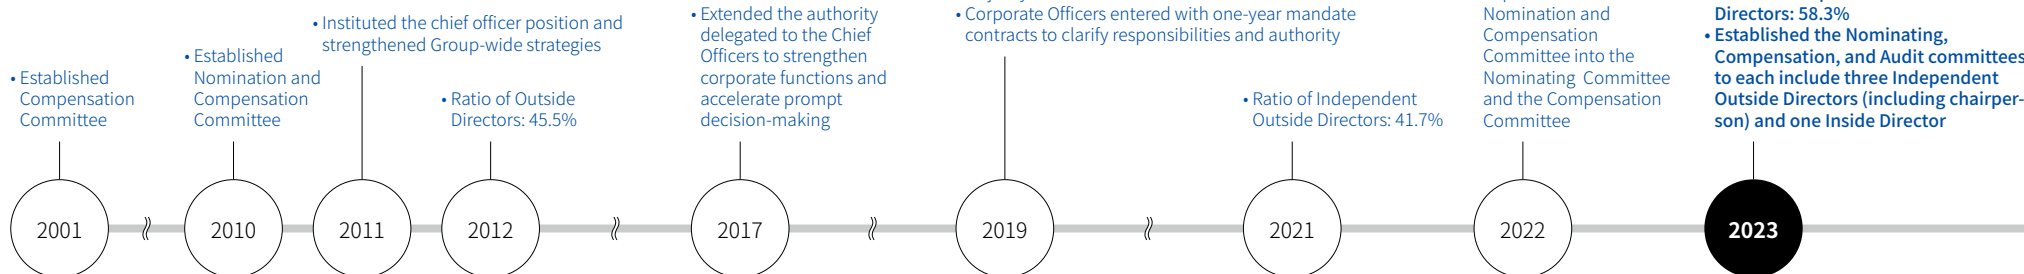 • Established
Compensation
Committee
• Established
Nomination and
Compensation
Committee
• Instituted the chief officer position and
strengthened Group-wide strategies
• Ratio of Outside
Directors: 45.5%
• Extended the authority
delegated to the Chief
Officers to strengthen
corporate functions and
accelerate prompt
decision-making
• Corporate Officers entered with one-year mandate
contracts to clarify responsibilities and authority
• Ratio of Independent
Outside Directors: 41.7%
Nomination and
Compensation
Committee into the
Nominating Committee
and the Compensation
Committee
Directors: 58.3%
• Established the Nominating,
Compensation, and Audit committees
to each include three Independent
Outside Directors (including chairper-
son) and one Inside Director
2001
2010
2011
2012
2017
2019
2021
2022
2023